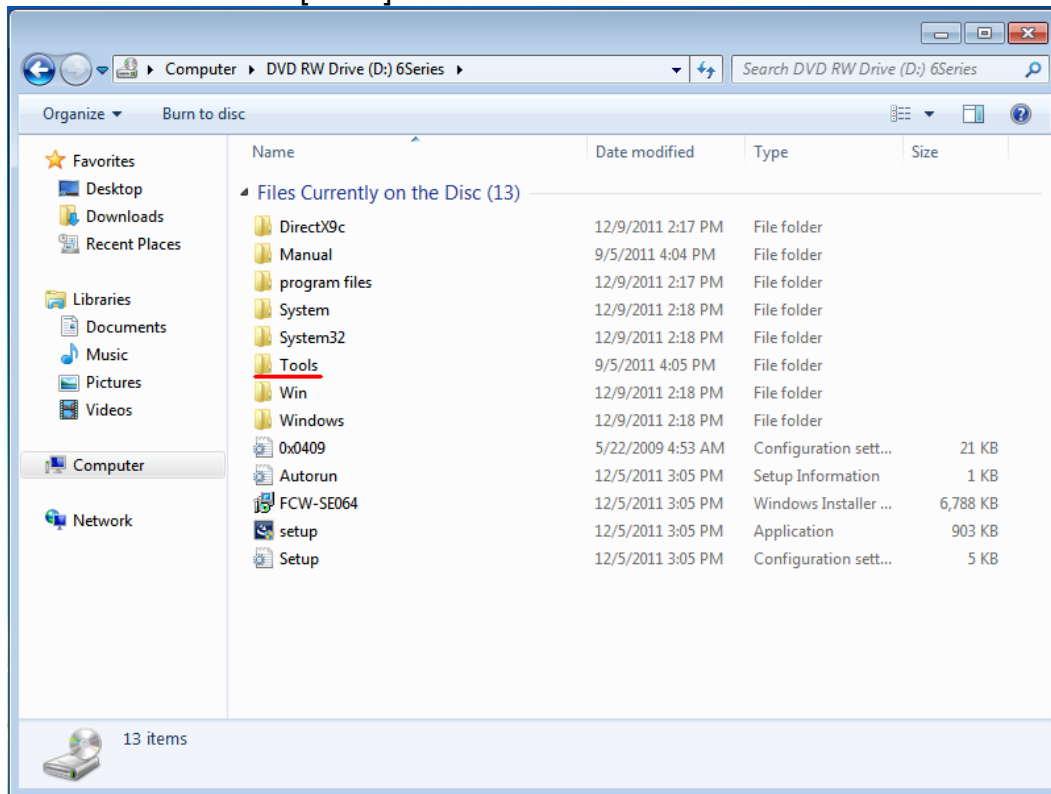 Computer ▸ DVD RW Drive (D:) 6Series ▸
Search DVD RW Drive (D:) 6Series
Organize ▾ Burn to disc
Favorites
Desktop
Downloads
Recent Places
Libraries
Documents
Music
Pictures
Videos
Computer
Network
Name Date modified Type Size
Files Currently on the Disc (13)
DirectX9c 12/9/2011 2:17 PM File folder
Manual 9/5/2011 4:04 PM File folder
program files 12/9/2011 2:17 PM File folder
System 12/9/2011 2:18 PM File folder
System32 12/9/2011 2:18 PM File folder
Tools 9/5/2011 4:05 PM File folder
Win 12/9/2011 2:18 PM File folder
Windows 12/9/2011 2:18 PM File folder
0x0409 5/22/2009 4:53 AM Configuration sett... 21 KB
Autorun 12/5/2011 3:05 PM Setup Information 1 KB
FCW-SE064 12/5/2011 3:05 PM Windows Installer ... 6,788 KB
setup 12/5/2011 3:05 PM Application 903 KB
Setup 12/5/2011 3:05 PM Configuration sett... 5 KB
13 items